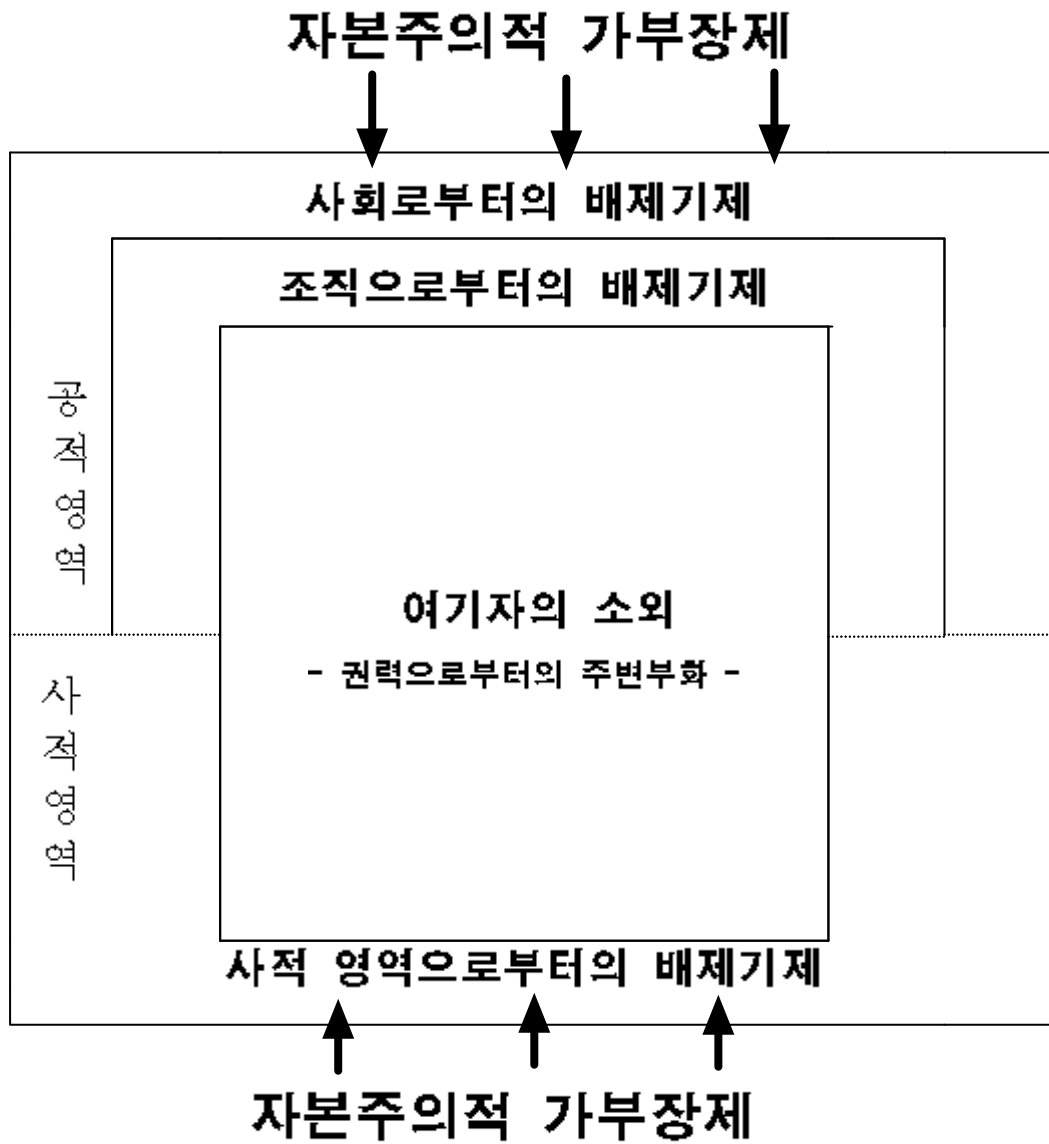 자본주의적 가부장제
사회로부터의 배제기제
조직으로부터의 배제기제
공적영역
여기자의 소외
- 권력으로부터의 주변부화 -
사적영역
사적 영역으로부터의 배제기제
자본주의적 가부장제